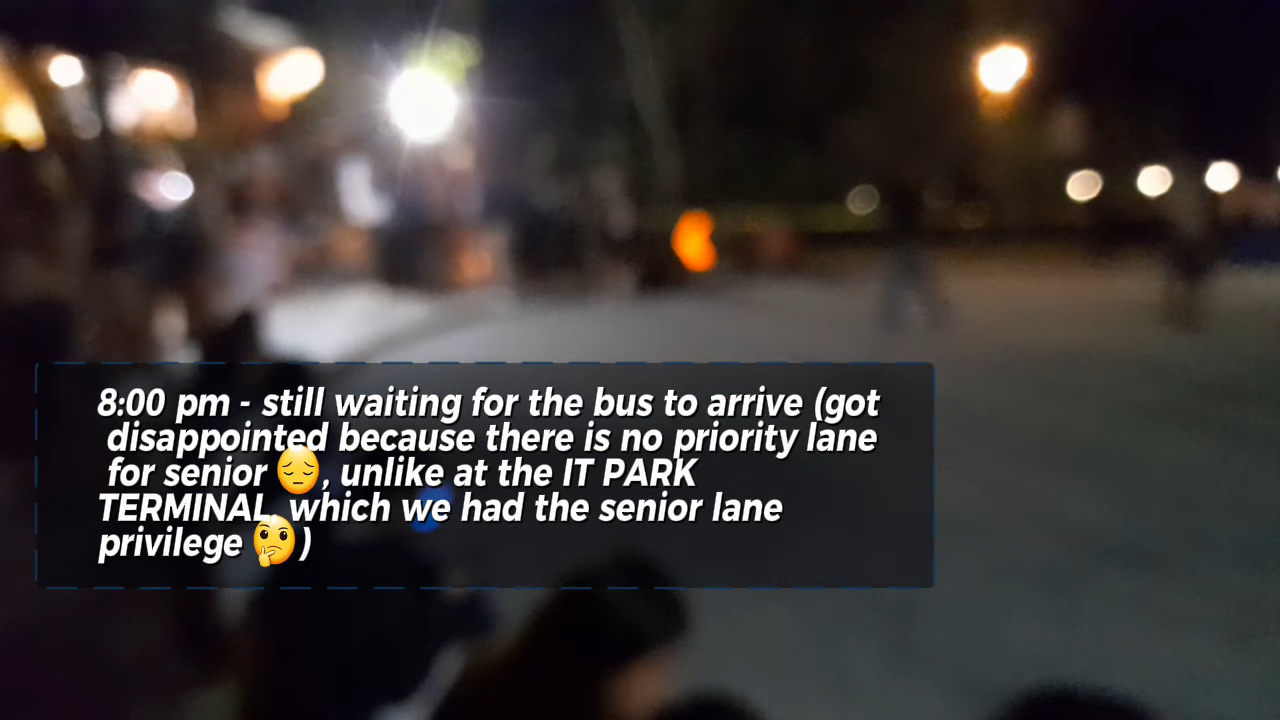 8:00 pm - still waiting for the bus to arrive (got
disappointed because there is no priority lane
for senior 😔, unlike at the IT PARK
TERMINAL, which we had the senior lane
privilege 🤔)